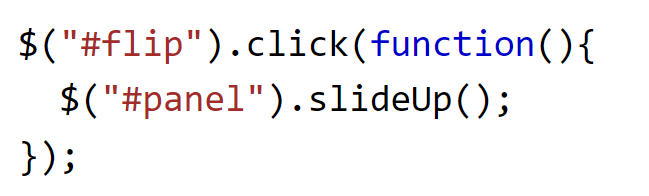 $("#flip").click(function(){
  $("#panel").slideUp();
});